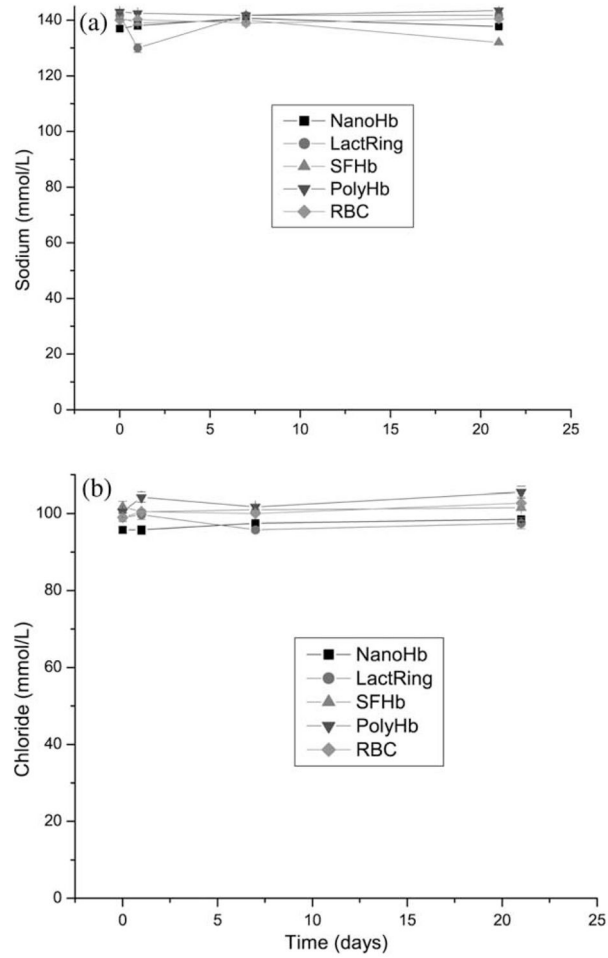 (a)
Sodium (mmol/L)
140
120
100
80
60
40
20
0
NanoHb
LactRing
SFHb
PolyHb
RBC
0 5 10 15 20 25
(b)
Chloride (mmol/L)
100
80
60
40
20
0
NanoHb
LactRing
SFHb
PolyHb
RBC
0 5 10 15 20 25
Time (days)